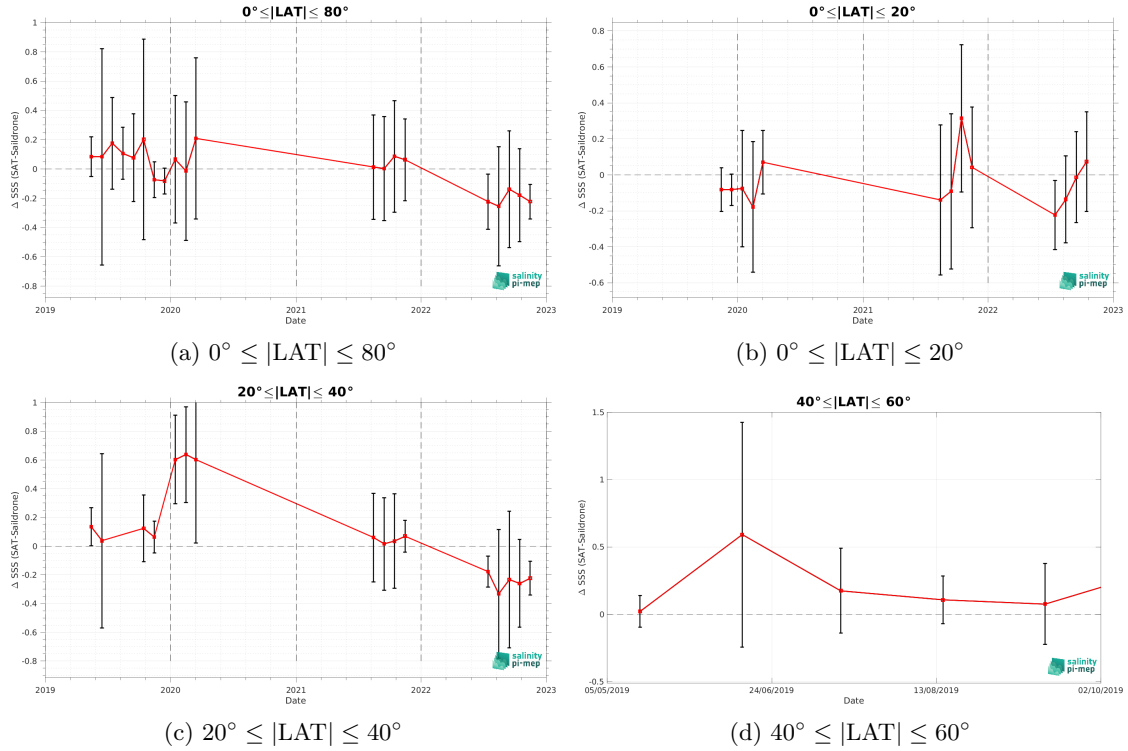 0°≤|LAT|≤ 80°
1
0.8
0.6
0.4
0.2
0
-0.2
-0.4
-0.6
-0.8
Δ SSS (SAT-Saildrone)
2019
2020
2021
2022
2023
Date
salinity
pi-mep
(a) 0° ≤ |LAT| ≤ 80°
0°≤|LAT|≤ 20°
0.8
0.6
0.4
0.2
0
-0.2
-0.4
-0.6
Δ SSS (SAT-Saildrone)
2019
2020
2021
2022
2023
Date
salinity
pi-mep
(b) 0° ≤ |LAT| ≤ 20°
20°≤|LAT|≤ 40°
1
0.8
0.6
0.4
0.2
0
-0.2
-0.4
-0.6
-0.8
Δ SSS (SAT-Saildrone)
2019
2020
2021
2022
2023
Date
salinity
pi-mep
(c) 20° ≤ |LAT| ≤ 40°
40°≤|LAT|≤ 60°
1.5
1
0.5
0
-0.5
Δ SSS (SAT-Saildrone)
05/05/2019
24/06/2019
13/08/2019
02/10/2019
Date
salinity
pi-mep
(d) 40° ≤ |LAT| ≤ 60°